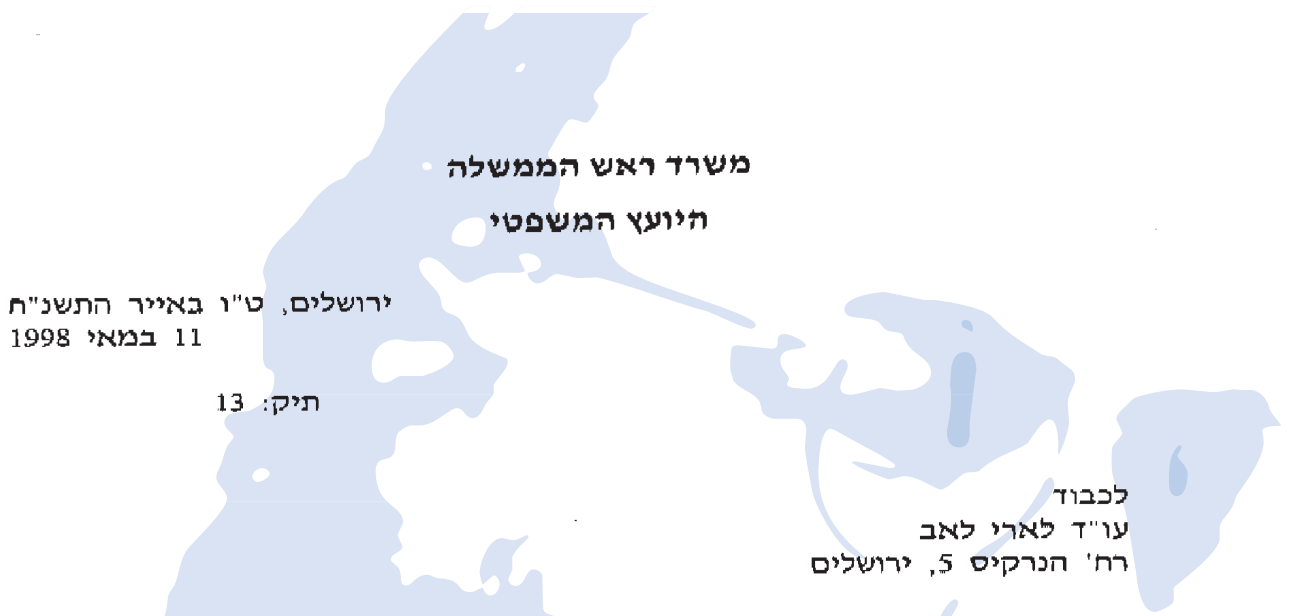 משרד ראש הממשלה
היועץ המשפטי
ירושלים, ט"ו באייר התשנ"ח
11 במאי 1998
תיק: 13
לכבוד
עו"ד לארי לאב
רח' הנרקיס 5, ירושלים